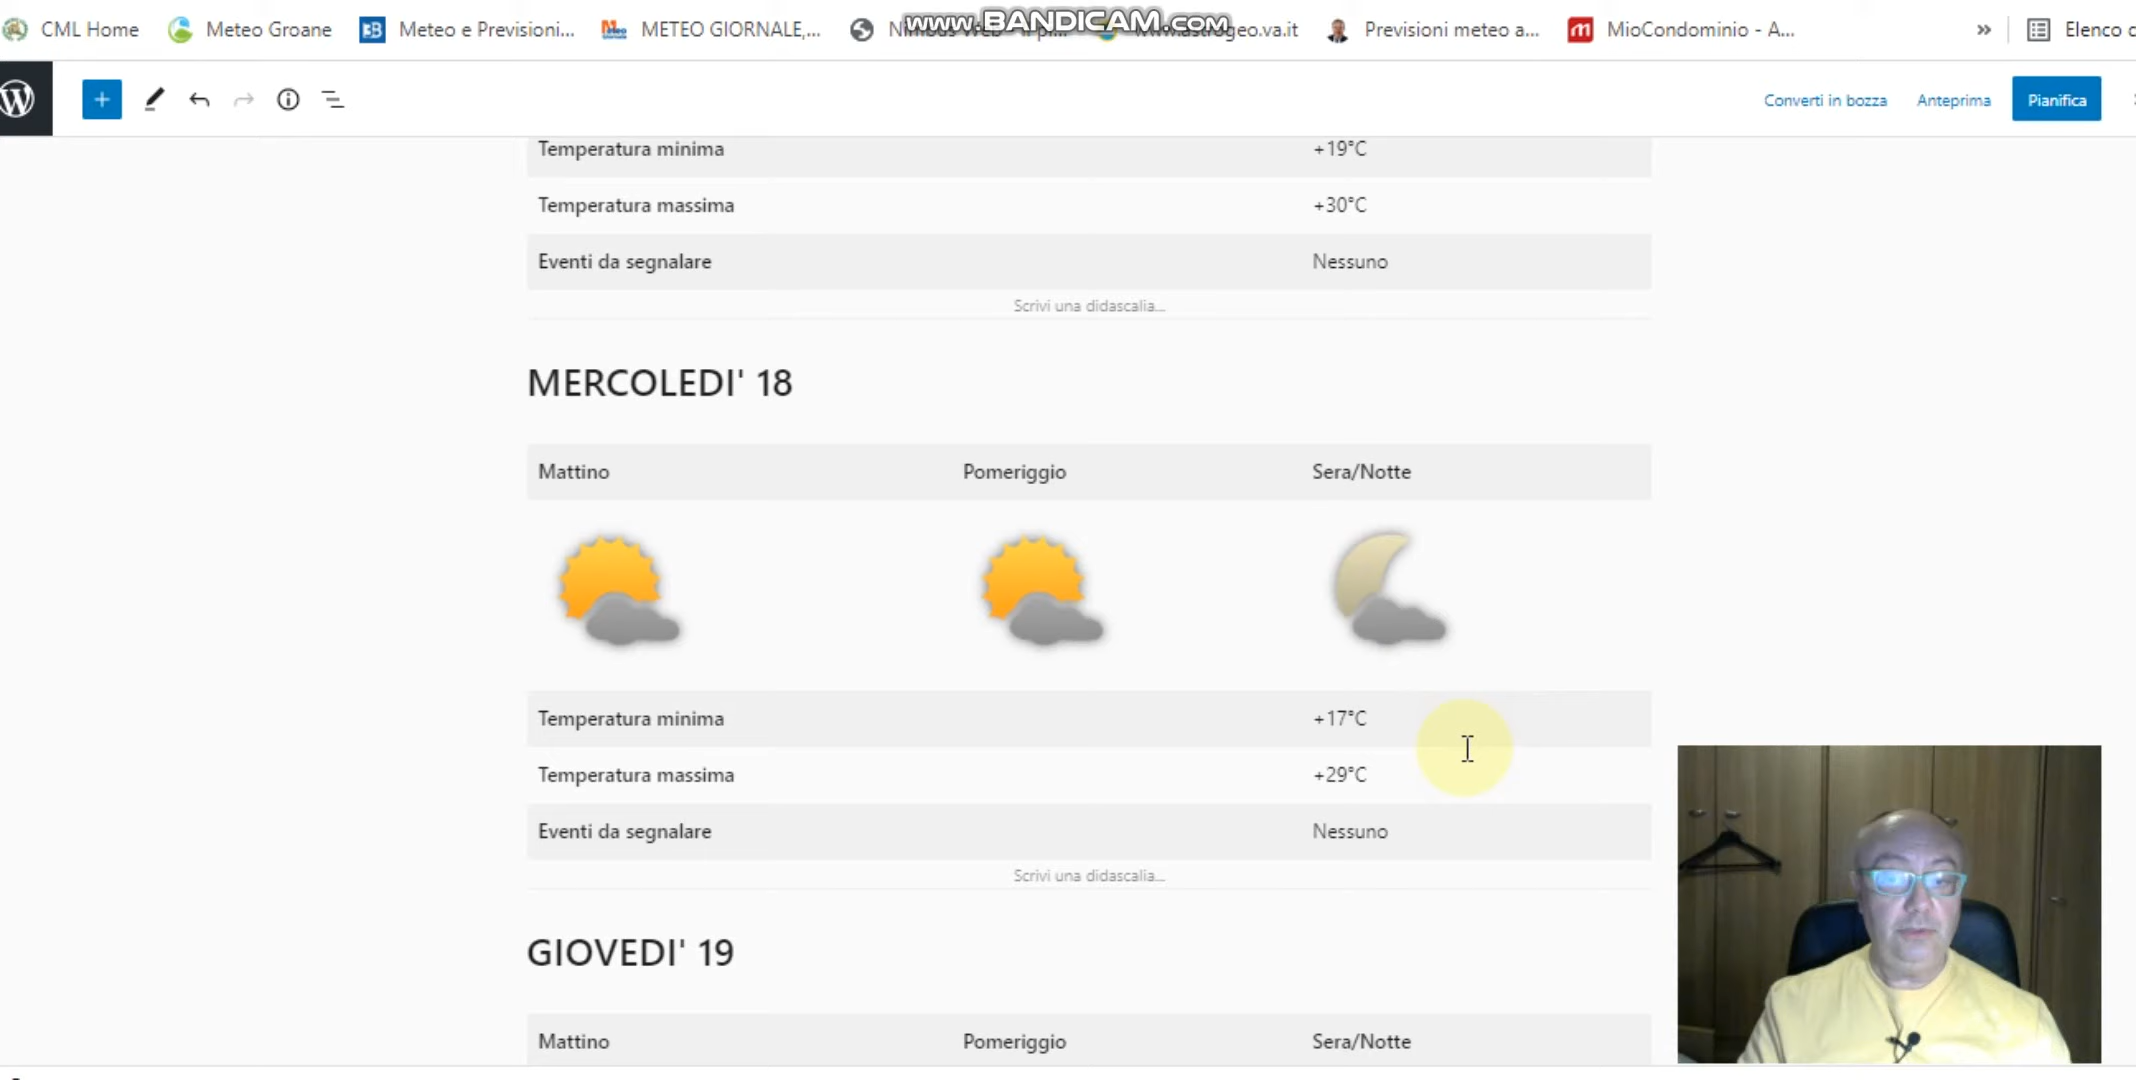 CML Home Meteo Groane Meteo e Previsioni... METEO GIORNALE,... MioCondominio - A...
www.BANDICAM.com
Previsioni meteo a... » Elenco
Converti in bozza Anteprima Pianifica
Temperatura minima +19°C
Temperatura massima +30°C
Eventi da segnalare Nessuno
Scrivi una didascalia...
MERCOLEDI' 18
Mattino Pomeriggio Sera/Notte
Temperatura minima +17°C
Temperatura massima +29°C
Eventi da segnalare Nessuno
Scrivi una didascalia...
GIOVEDI' 19
Mattino Pomeriggio Sera/Notte